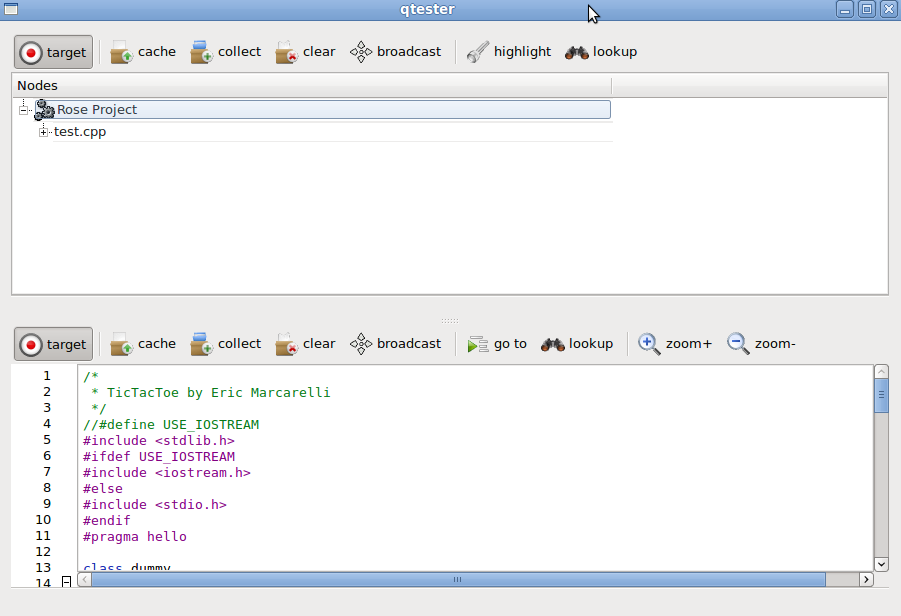 qtester
target cache collect clear broadcast highlight lookup
Nodes
Rose Project
test.cpp
target cache collect clear broadcast go to lookup zoom+ zoom-
1 /*
2 * TicTacToe by Eric Marcarelli
3 */
4 //#define USE_IOSTREAM
5 #include <stdlib.h>
6 #ifdef USE_IOSTREAM
7 #include <iostream.h>
8 #else
9 #include <stdio.h>
10 #endif
11 #pragma hello
12
13 class dummy
14